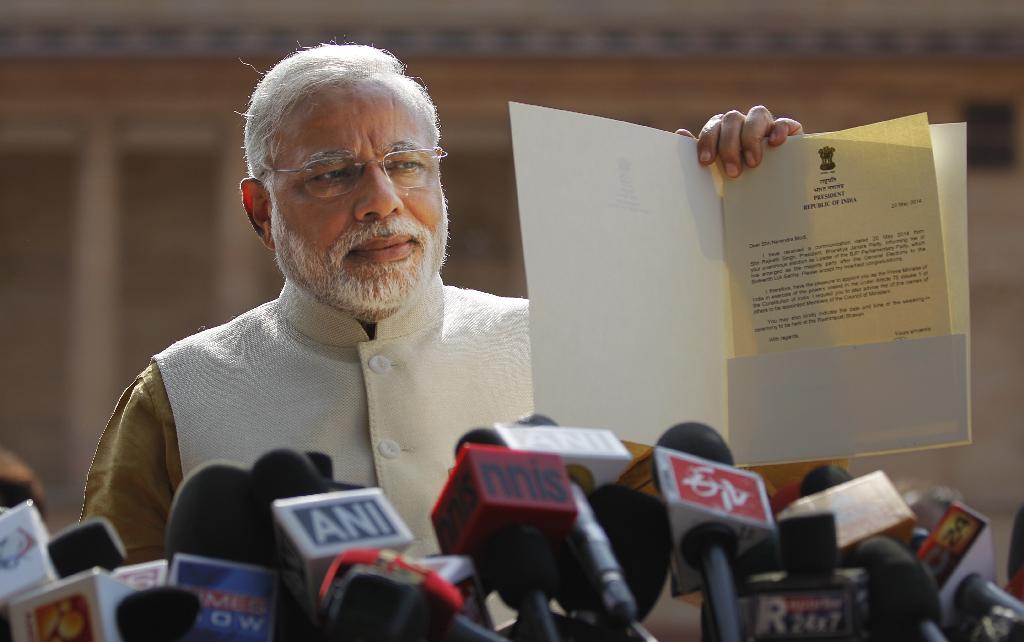 राष्ट्रपति
भारत गणतंत्र
PRESIDENT
REPUBLIC OF INDIA
20 May 2014
Dear Shri Narendra Modi,
I have received a communication dated 20 May 2014 from
Shri Rajnath Singh, President, Bharatiya Janata Party, informing me of
your unanimous election as Leader of the BJP Parliamentary Party, which
has emerged as the majority party after the General Elections to the
Sixteenth Lok Sabha. Please accept my heartiest congratulations.
I, therefore, have the pleasure to appoint you as the Prime Minister of
India in exercise of the powers vested in me under Article 75 clause 1 of
the Constitution of India. I request you to also advise me of the names of
others to be appointed Members of the Council of Ministers.
You may also kindly indicate the date and time of the swearing-in
ceremony to be held at the Rashtrapati Bhavan.
With regards,
Yours sincerely
ANI
nnis
nnis
ANI
TIMES
NOW
R
24x7
24